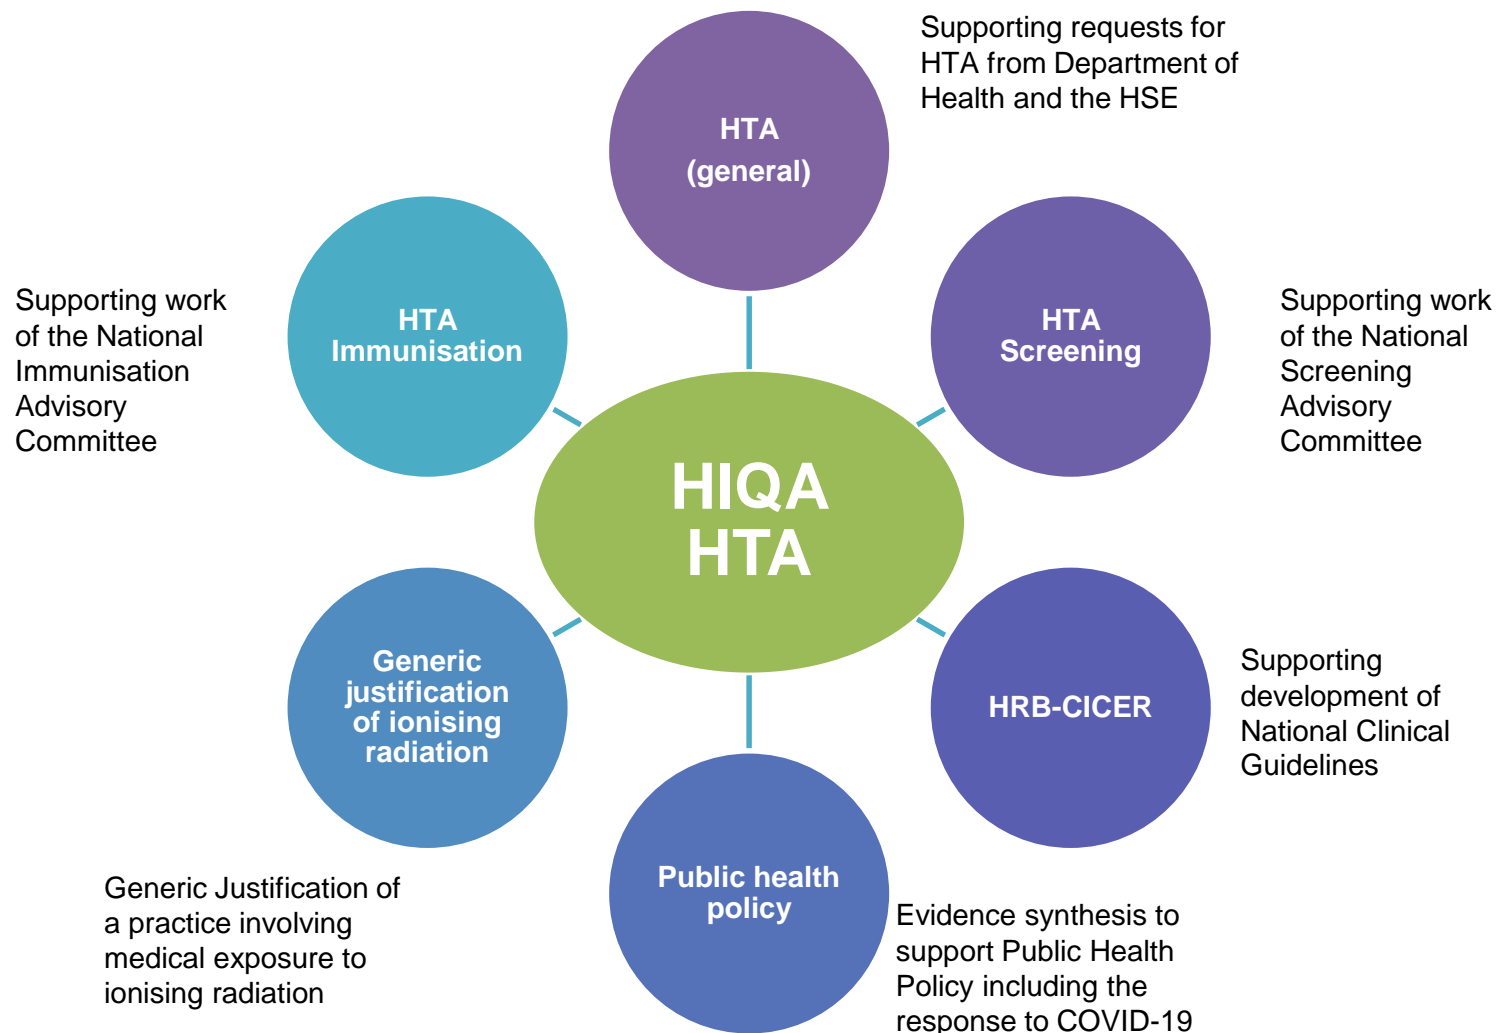 Supporting requests for
HTA from Department of
Health and the HSE
HTA
(general)
Supporting work
of the National
Immunisation
Advisory
Committee
HTA
Immunisation
HTA
Screening
Supporting work
of the National
Screening
Advisory
Committee
HIQA
HTA
Generic
justification
of ionising
radiation
HRB-CICER
Supporting
development of
National Clinical
Guidelines
Generic Justification of
a practice involving
medical exposure to
ionising radiation
Public health
policy
Evidence synthesis to
support Public Health
Policy including the
response to COVID-19